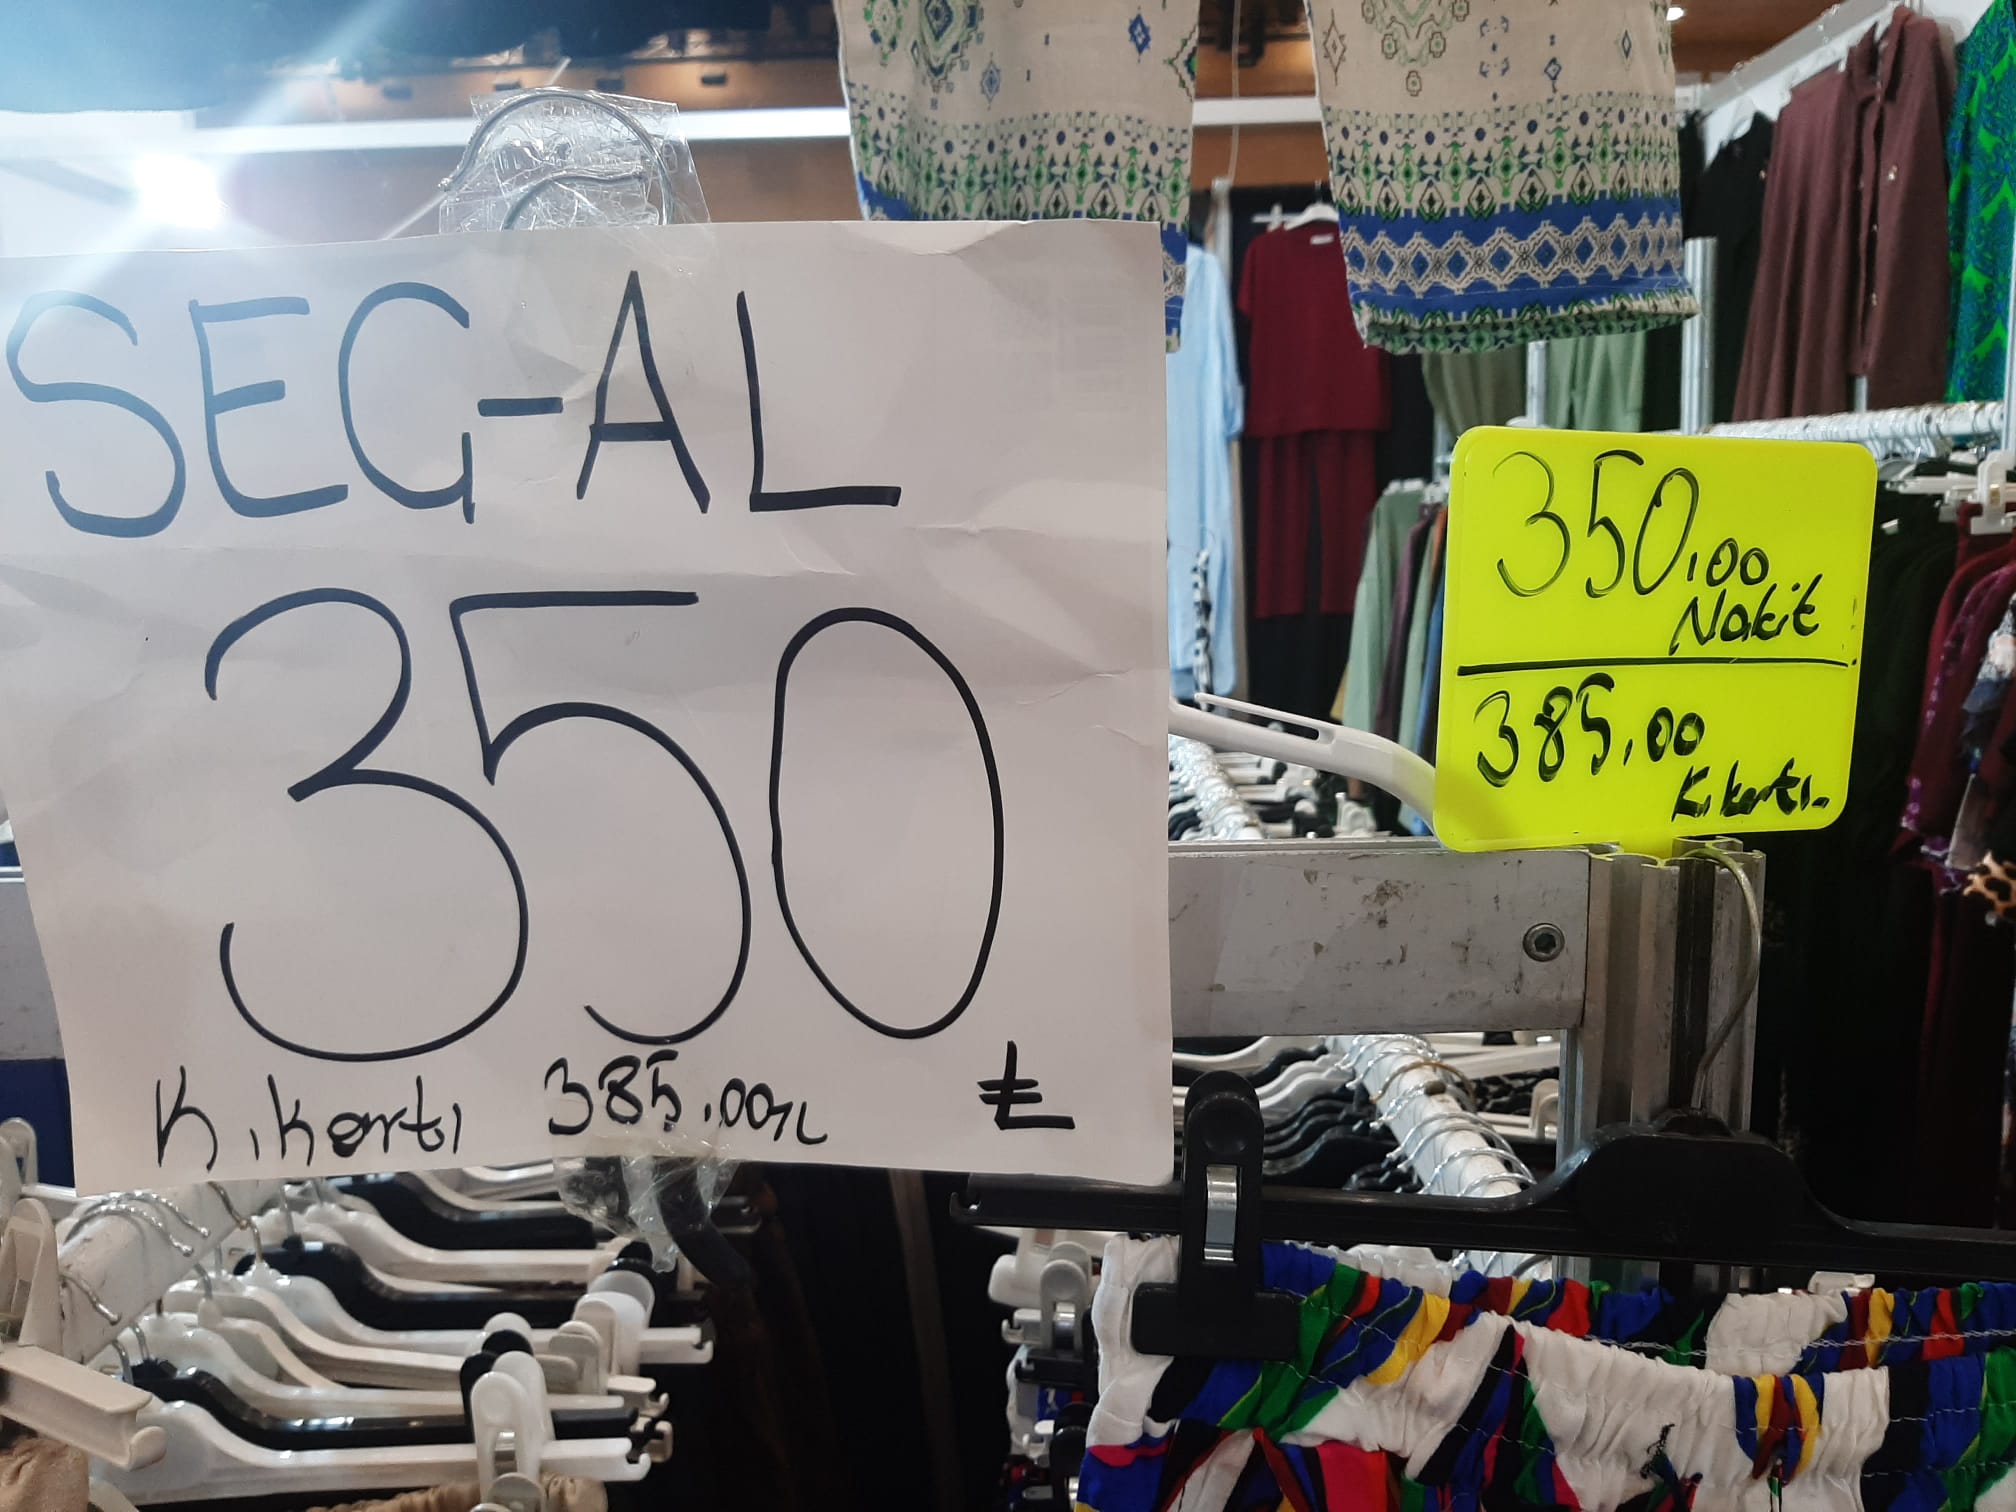 SEÇ-AL
350
K.kartı 385.00TL ₺
350,00
Nakit
385,00
K.kartı